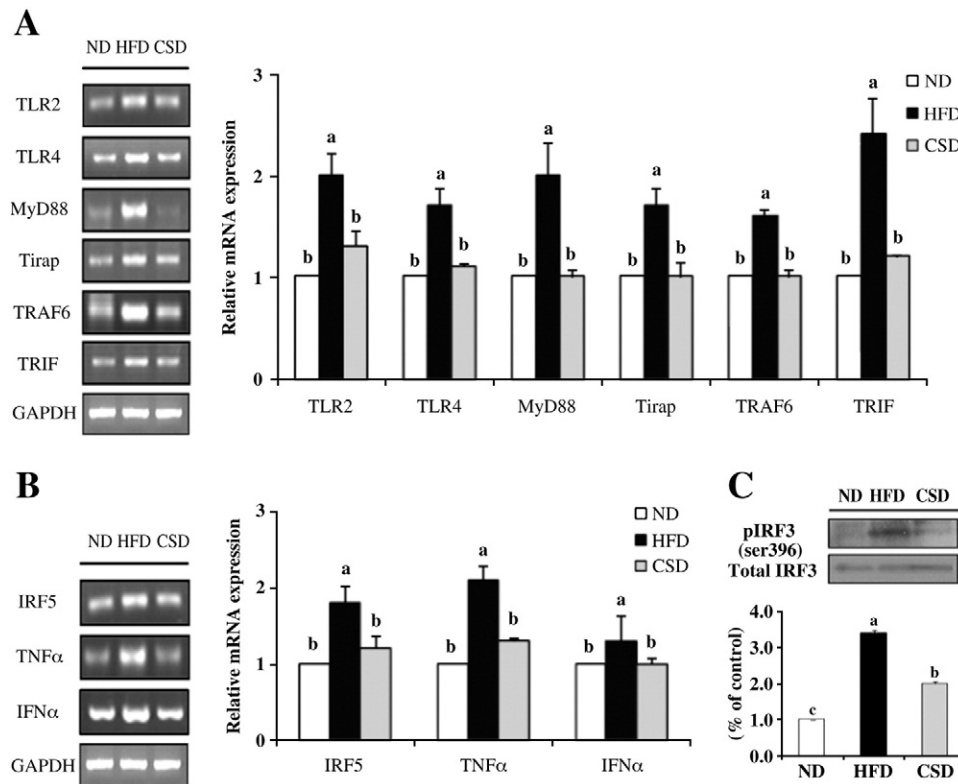 A
ND HFD CSD
TLR2
TLR4
MyD88
Tirap
TRAF6
TRIF
GAPDH
Relative mRNA expression
3
2
1
0
ND
HFD
CSD
b a b
b a b
b a b
b a b
b a b
b a b
TLR2 TLR4 MyD88 Tirap TRAF6 TRIF
B
ND HFD CSD
IRF5
TNFα
IFNα
GAPDH
Relative mRNA expression
3
2
1
0
ND
HFD
CSD
b a b
b a b
b a b
IRF5 TNFα IFNα
C
ND HFD CSD
pIRF3
(ser396)
Total IRF3
(% of control)
4.0
3.0
2.0
1.0
0.0
c a b
ND HFD CSD